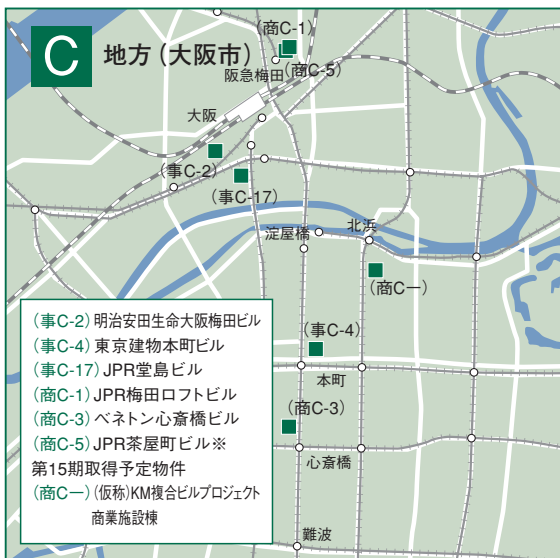 C 地方（大阪市）
（商C-1）
阪急梅田（商C-5）
大阪
（事C-2）
（事C-17）
淀屋橋
北浜
（商C―）
（事C-4）
本町
（商C-3）
心斎橋
難波
（事C-2）明治安田生命大阪梅田ビル
（事C-4）東京建物本町ビル
（事C-17）JPR堂島ビル
（商C-1）JPR梅田ロフトビル
（商C-3）ベネトン心斎橋ビル
（商C-5）JPR茶屋町ビル※
第15期取得予定物件
（商C―）（仮称）KM複合ビルプロジェクト
商業施設棟